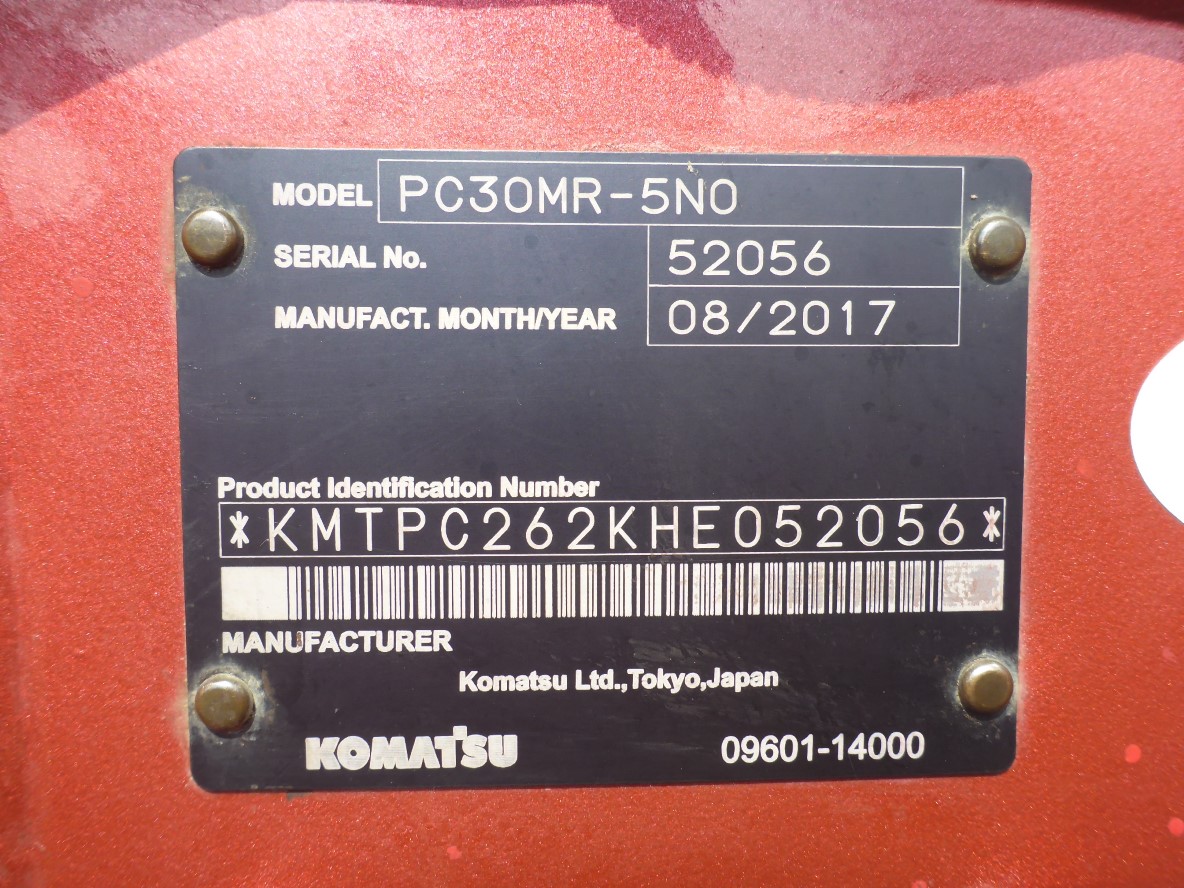 MODEL PC30MR-5N0
SERIAL No. 52056
MANUFACT. MONTH/YEAR 08/2017
Product Identification Number
*KMTPC262KHE052056*
MANUFACTURER
Komatsu Ltd.,Tokyo,Japan
KOMATSU 09601-14000